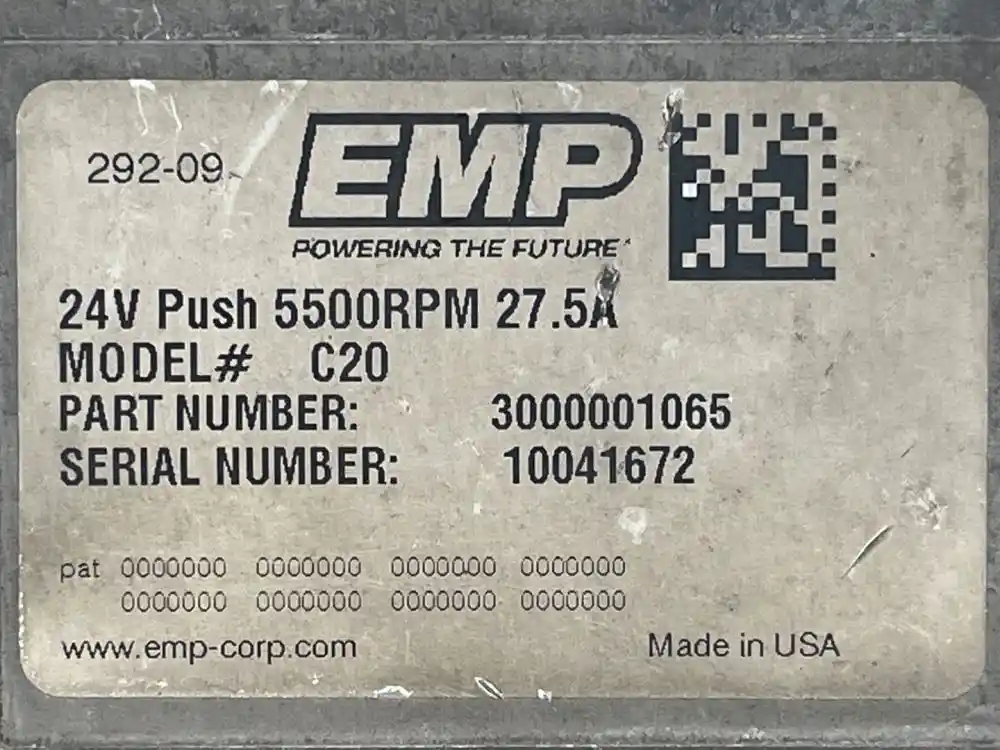 292-09
EMP
POWERING THE FUTURE
24V Push 5500RPM 27.5A
MODEL# C20
PART NUMBER: 3000001065
SERIAL NUMBER: 10041672
pat 0000000 0000000 0000000 0000000
0000000 0000000 0000000 0000000
www.emp-corp.com
Made in USA